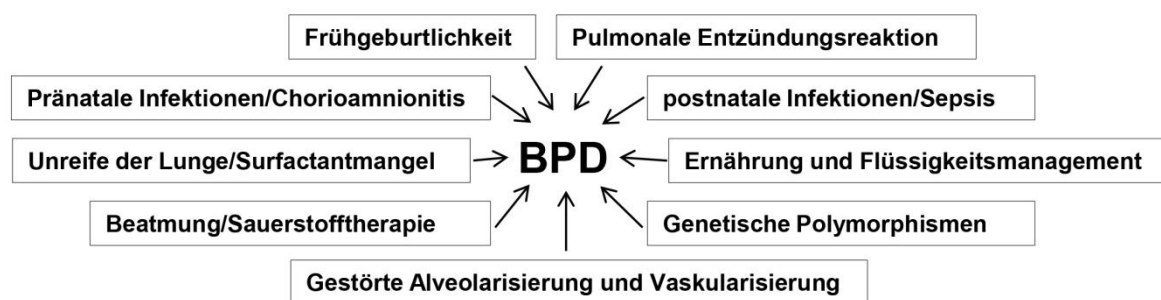 Frühgeburtlichkeit
Pulmonale Entzündungsreaktion
Pränatale Infektionen/Chorioamnionitis
postnatale Infektionen/Sepsis
Unreife der Lunge/Surfactantmangel
BPD
Ernährung und Flüssigkeitsmanagement
Beatmung/Sauerstofftherapie
Genetische Polymorphismen
Gestörte Alveolarisierung und Vaskularisierung